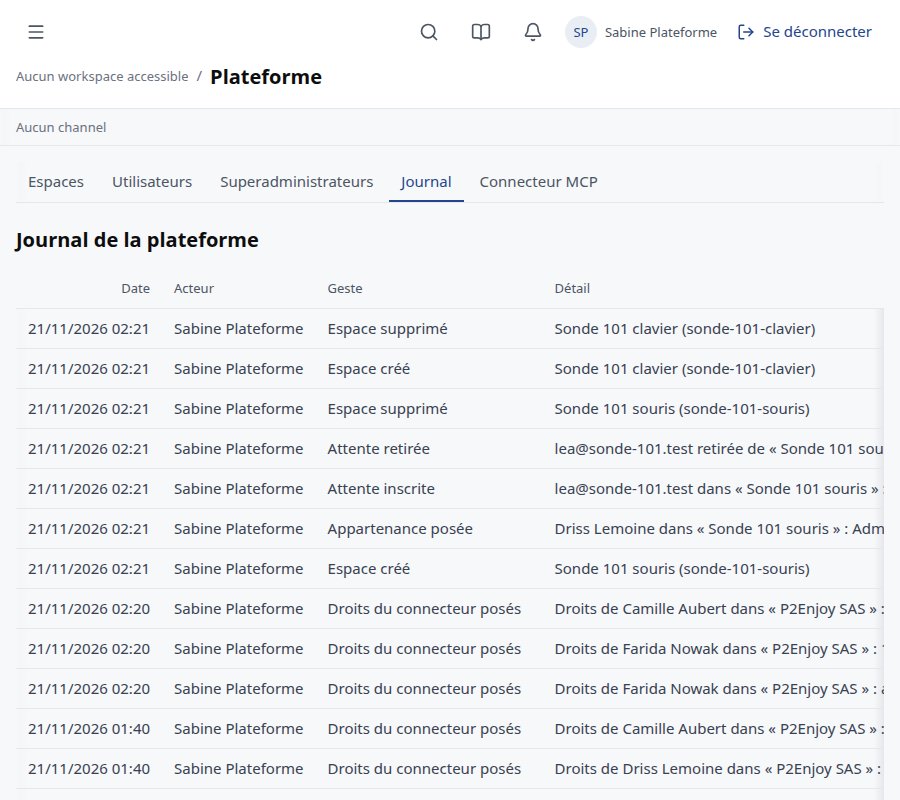 SP Sabine Plateforme Se déconnecter
Aucun workspace accessible / Plateforme
Aucun channel
Espaces Utilisateurs Superadministrateurs Journal Connecteur MCP
Journal de la plateforme
Date Acteur Geste Détail
21/11/2026 02:21 Sabine Plateforme Espace supprimé Sonde 101 clavier (sonde-101-clavier)
21/11/2026 02:21 Sabine Plateforme Espace créé Sonde 101 clavier (sonde-101-clavier)
21/11/2026 02:21 Sabine Plateforme Espace supprimé Sonde 101 souris (sonde-101-souris)
21/11/2026 02:21 Sabine Plateforme Attente retirée lea@sonde-101.test retirée de « Sonde 101 sou
21/11/2026 02:21 Sabine Plateforme Attente inscrite lea@sonde-101.test dans « Sonde 101 souris » :
21/11/2026 02:21 Sabine Plateforme Appartenance posée Driss Lemoine dans « Sonde 101 souris » : Adm
21/11/2026 02:21 Sabine Plateforme Espace créé Sonde 101 souris (sonde-101-souris)
21/11/2026 02:20 Sabine Plateforme Droits du connecteur posés Droits de Camille Aubert dans « P2Enjoy SAS » :
21/11/2026 02:20 Sabine Plateforme Droits du connecteur posés Droits de Farida Nowak dans « P2Enjoy SAS » :
21/11/2026 02:20 Sabine Plateforme Droits du connecteur posés Droits de Farida Nowak dans « P2Enjoy SAS » :
21/11/2026 01:40 Sabine Plateforme Droits du connecteur posés Droits de Camille Aubert dans « P2Enjoy SAS » :
21/11/2026 01:40 Sabine Plateforme Droits du connecteur posés Droits de Driss Lemoine dans « P2Enjoy SAS » :